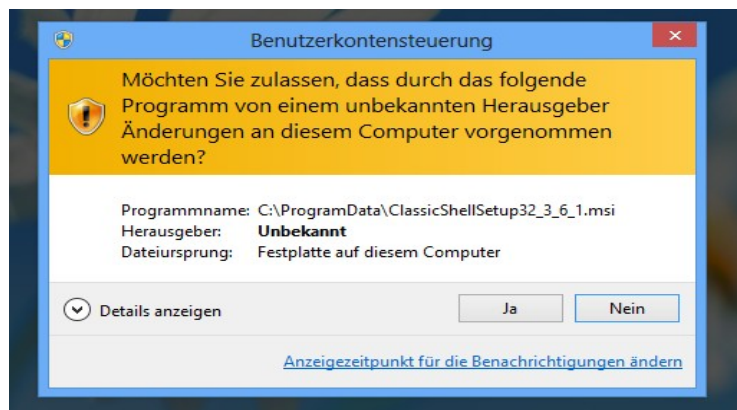 Benutzerkontensteuerung
Möchten Sie zulassen, dass durch das folgende
Programm von einem unbekannten Herausgeber
Änderungen an diesem Computer vorgenommen
werden?
Programmname: C:\ProgramData\ClassicShellSetup32_3_6_1.msi
Herausgeber: Unbekannt
Dateiursprung: Festplatte auf diesem Computer
Details anzeigen
Ja
Nein
Anzeigezeitpunkt für die Benachrichtigungen ändern